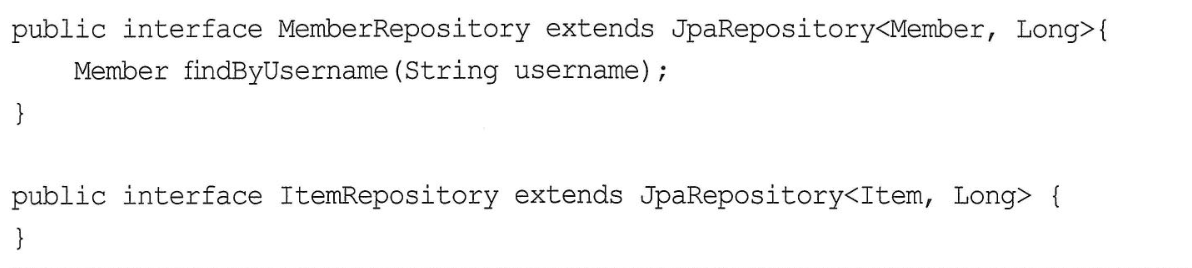 public interface MemberRepository extends JpaRepository<Member, Long>{
    Member findByUsername(String username);
}
public interface ItemRepository extends JpaRepository<Item, Long> {
}